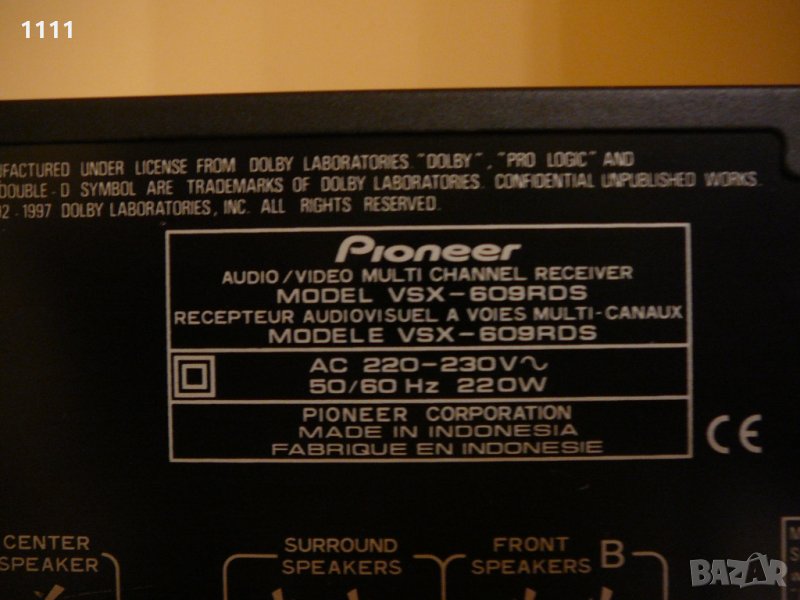 1111
UFACTURED UNDER LICENSE FROM DOLBY LABORATORIES. "DOLBY", "PRO LOGIC" AND
DOUBLE-D SYMBOL ARE TRADEMARKS OF DOLBY LABORATORIES. CONFIDENTIAL UNPUBLISHED WORKS.
92-1997 DOLBY LABORATORIES, INC. ALL RIGHTS RESERVED.
Pioneer
AUDIO/VIDEO MULTI CHANNEL RECEIVER
MODEL VSX-609RDS
RECEPTEUR AUDIOVISUEL A VOIES MULTI-CANAUX
MODELE VSX-609RDS
AC 220-230V~
50/60 Hz 220W
PIONEER CORPORATION
MADE IN INDONESIA
FABRIQUE EN INDONESIE
CE
CENTER
SPEAKER
SURROUND
SPEAKERS
FRONT
SPEAKERS B
BAZAR